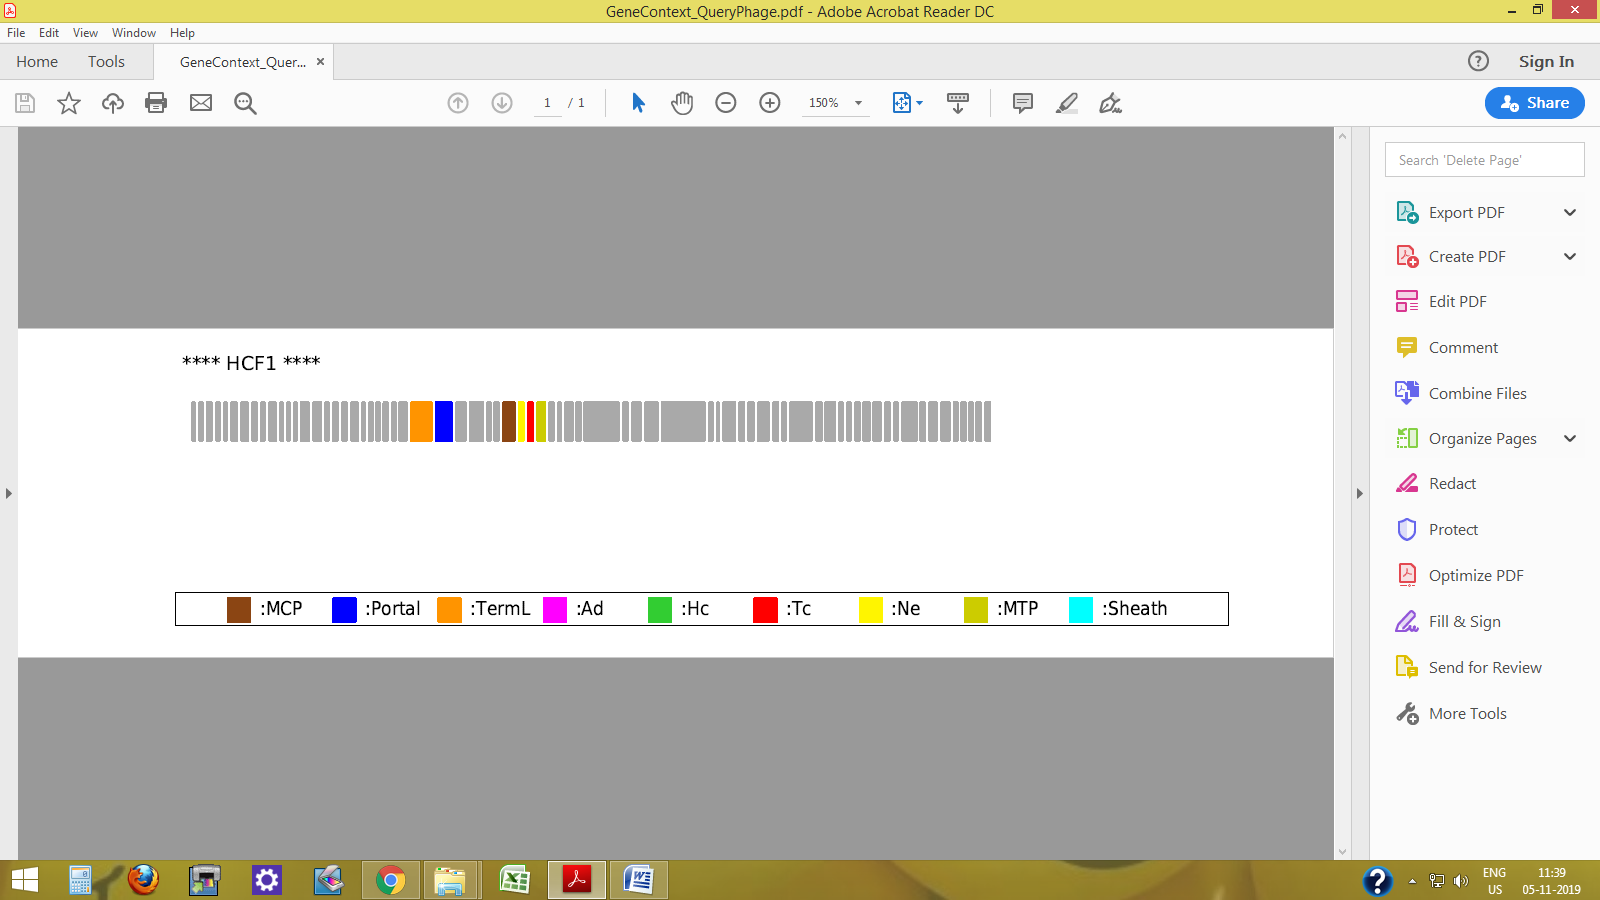 GeneContext_QueryPhage.pdf - Adobe Acrobat Reader DC
File Edit View Window Help
Home Tools GeneContext_Quer... × Sign In
1 / 1 150% Share
Search 'Delete Page'
Export PDF
Create PDF
Edit PDF
Comment
Combine Files
Organize Pages
Redact
Protect
Optimize PDF
Fill & Sign
Send for Review
More Tools
**** HCF1 ****
:MCP :Portal :TermL :Ad :Hc :Tc :Ne :MTP :Sheath
ENG 11:39
US 05-11-2019